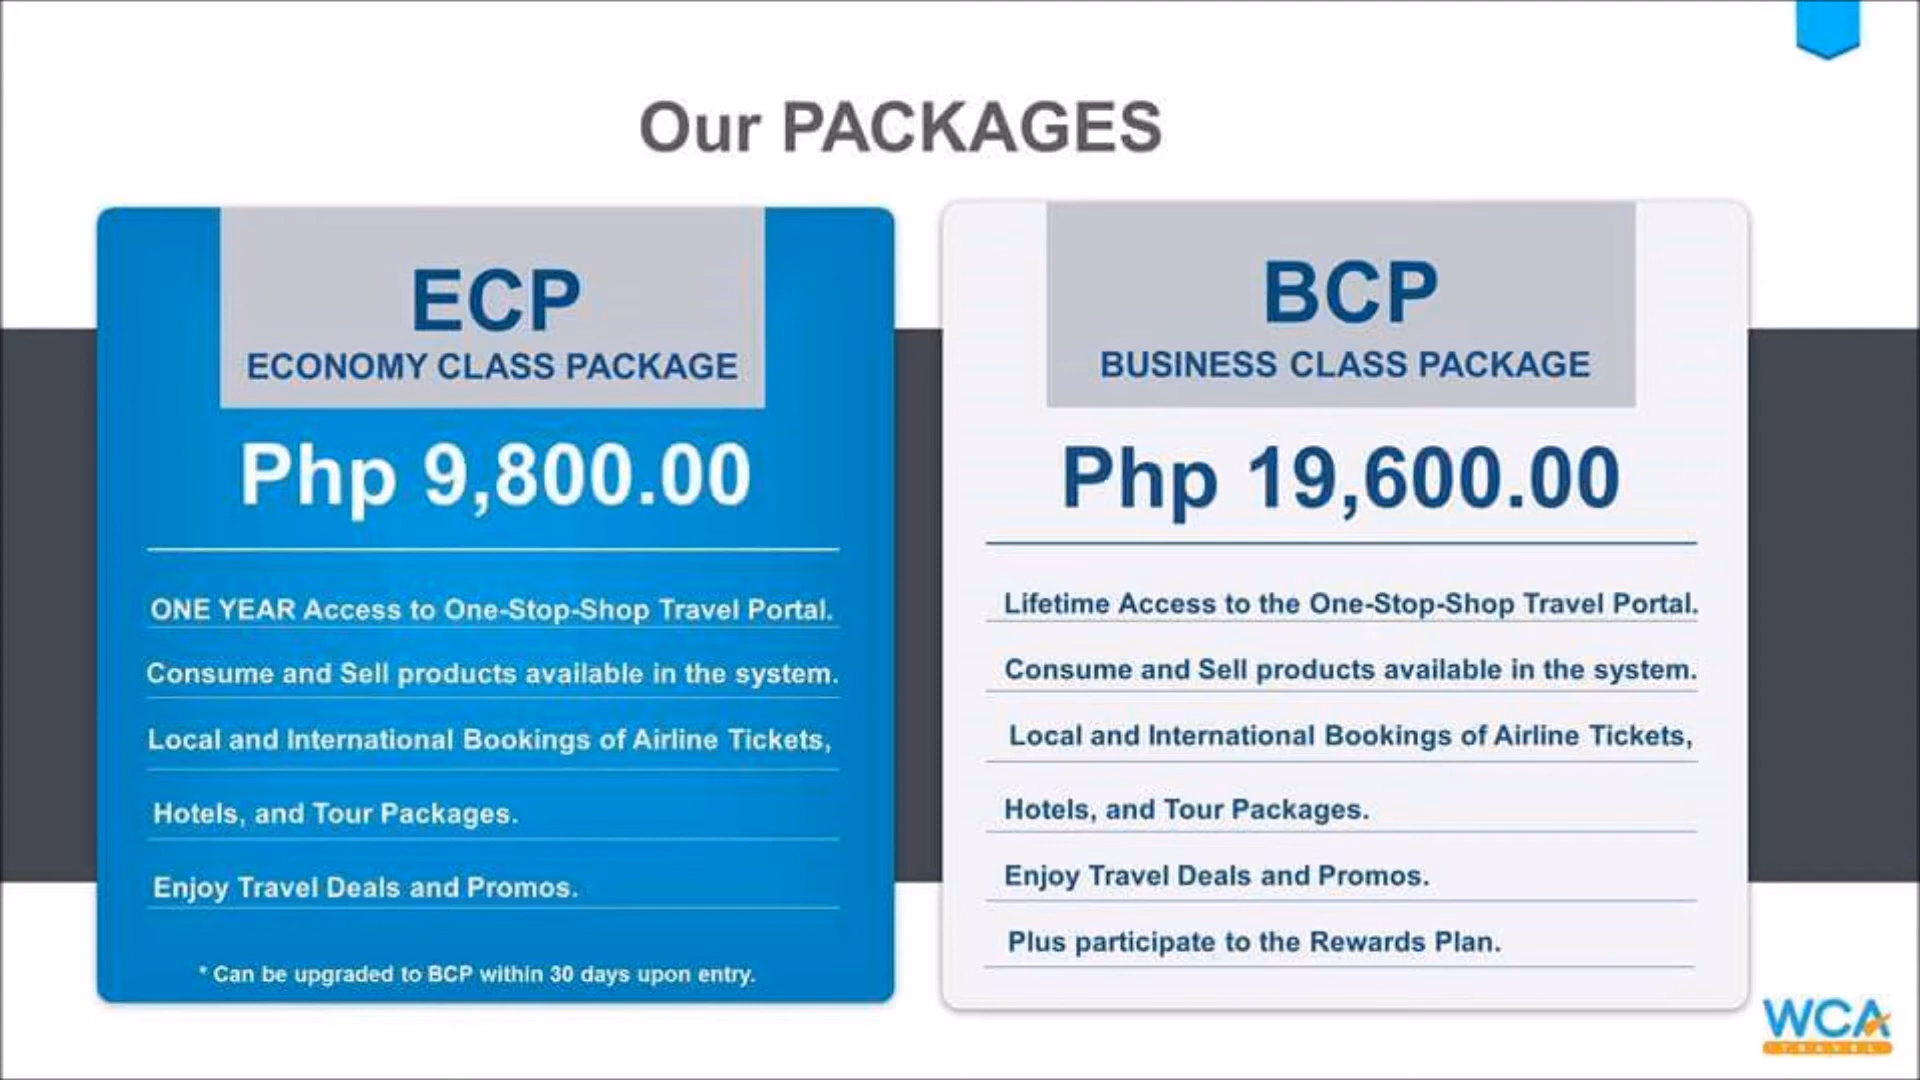 Our PACKAGES
ECP
ECONOMY CLASS PACKAGE
Php 9,800.00
ONE YEAR Access to One-Stop-Shop Travel Portal.
Consume and Sell products available in the system.
Local and International Bookings of Airline Tickets,
Hotels, and Tour Packages.
Enjoy Travel Deals and Promos.
* Can be upgraded to BCP within 30 days upon entry.
BCP
BUSINESS CLASS PACKAGE
Php 19,600.00
Lifetime Access to the One-Stop-Shop Travel Portal.
Consume and Sell products available in the system.
Local and International Bookings of Airline Tickets,
Hotels, and Tour Packages.
Enjoy Travel Deals and Promos.
Plus participate to the Rewards Plan.
WCA
TRAVEL